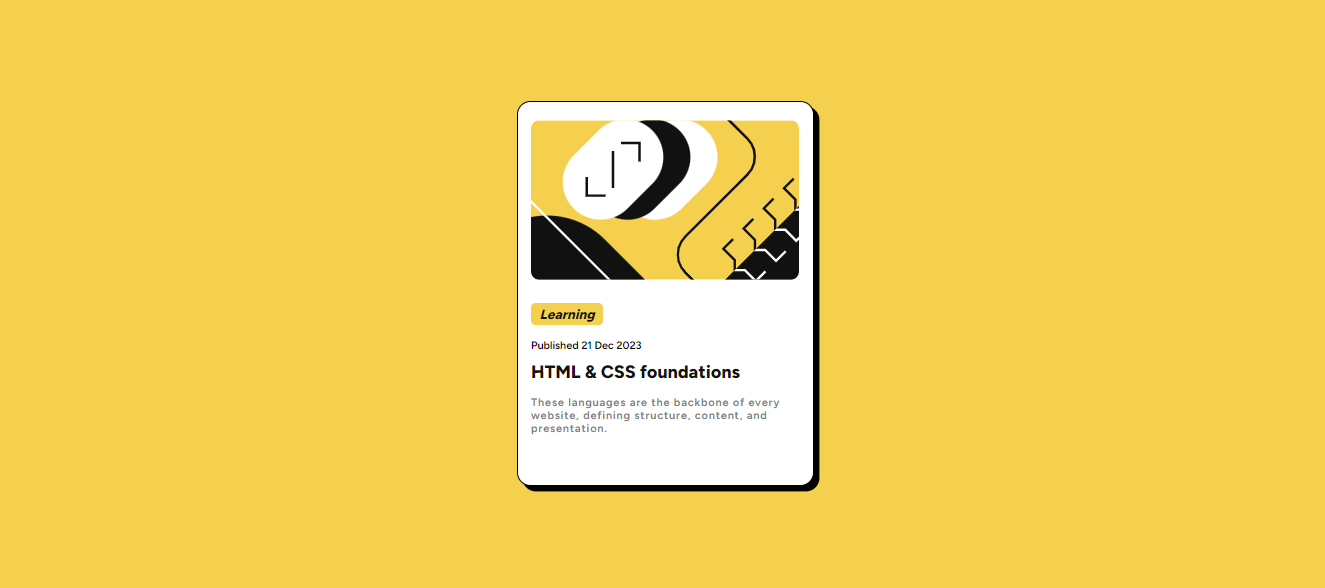 Learning
Published 21 Dec 2023
HTML & CSS foundations
These languages are the backbone of every
website, defining structure, content, and
presentation.